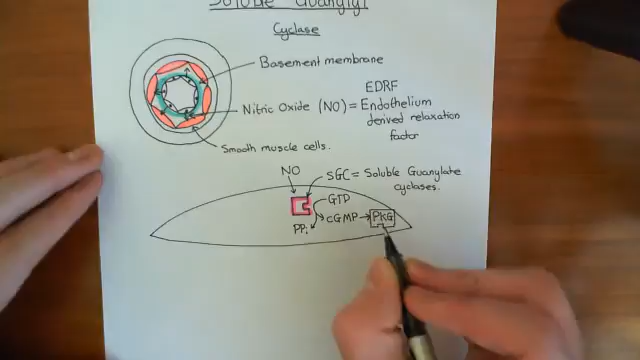 Soluble Guanylyl
Cyclase
Basement membrane
Nitric Oxide (NO) = Endothelium
EDRF
derived relaxation
factor
Smooth muscle cells.
NO
SGC = Soluble Guanylate
cyclases.
GTP
cGMP → PKG
PPi